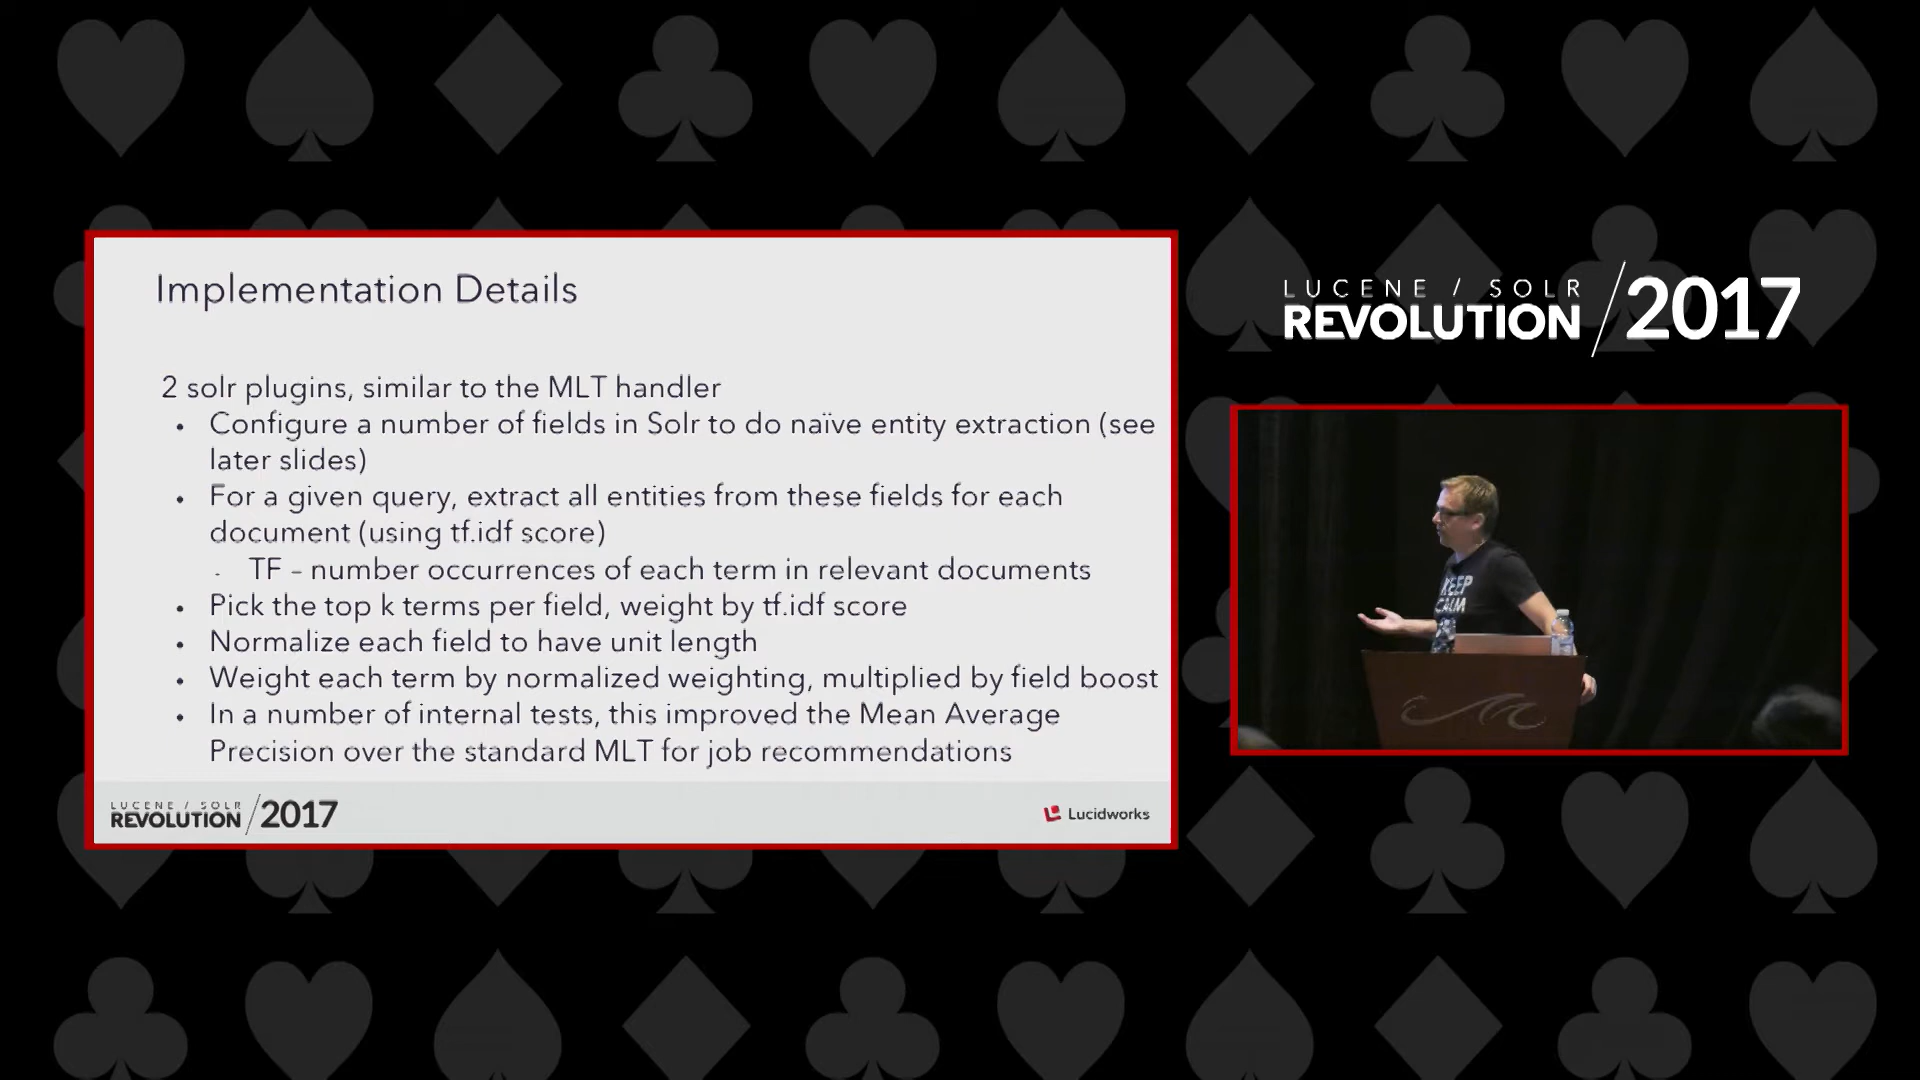 Implementation Details
2 solr plugins, similar to the MLT handler
• Configure a number of fields in Solr to do naïve entity extraction (see
later slides)
• For a given query, extract all entities from these fields for each
document (using tf.idf score)
- TF – number occurrences of each term in relevant documents
• Pick the top k terms per field, weight by tf.idf score
• Normalize each field to have unit length
• Weight each term by normalized weighting, multiplied by field boost
• In a number of internal tests, this improved the Mean Average
Precision over the standard MLT for job recommendations
LUCENE / SOLR
REVOLUTION / 2017
Lucidworks
LUCENE / SOLR
REVOLUTION / 2017
KEEP
CALM